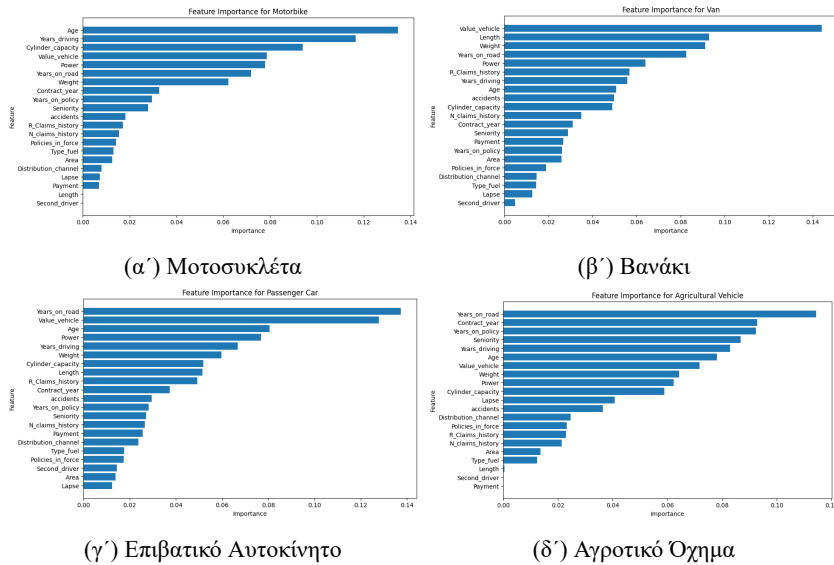 Feature Importance for Motorbike
Age
Years_driving
Cylinder_capacity
Value_vehicle
Power
Years_on_road
Weight
Contract_year
Years_on_policy
Seniority
accidents
R_Claims_history
N_claims_history
Policies_in_force
Type_fuel
Area
Distribution_channel
Lapse
Payment
Length
Second_driver
Feature
0.00 0.02 0.04 0.06 0.08 0.10 0.12 0.14
Importance
(α΄) Μοτοσυκλέτα
Feature Importance for Van
Value_vehicle
Length
Weight
Years_on_road
Power
R_Claims_history
Years_driving
Age
accidents
Cylinder_capacity
N_claims_history
Contract_year
Seniority
Payment
Years_on_policy
Area
Policies_in_force
Distribution_channel
Type_fuel
Lapse
Second_driver
Feature
0.00 0.02 0.04 0.06 0.08 0.10 0.12 0.14
Importance
(β΄) Βανάκι
Feature Importance for Passenger Car
Years_on_road
Value_vehicle
Age
Power
Years_driving
Weight
Cylinder_capacity
Length
R_Claims_history
Contract_year
accidents
Years_on_policy
Seniority
N_claims_history
Payment
Distribution_channel
Type_fuel
Policies_in_force
Second_driver
Area
Lapse
Feature
0.00 0.02 0.04 0.06 0.08 0.10 0.12 0.14
Importance
(γ΄) Επιβατικό Αυτοκίνητο
Feature Importance for Agricultural Vehicle
Years_on_road
Contract_year
Years_on_policy
Seniority
Years_driving
Age
Value_vehicle
Weight
Power
Cylinder_capacity
Lapse
accidents
Distribution_channel
Policies_in_force
R_Claims_history
N_claims_history
Area
Type_fuel
Length
Second_driver
Payment
Feature
0.00 0.02 0.04 0.06 0.08 0.10 0.12
Importance
(δ΄) Αγροτικό Όχημα